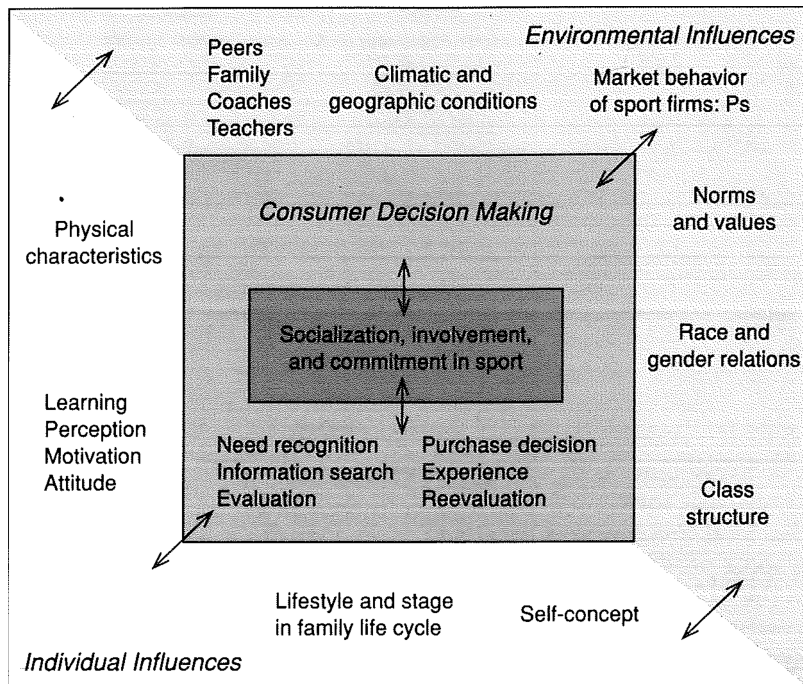 Environmental Influences
Peers
Family
Coaches
Teachers
Climatic and
geographic conditions
Market behavior
of sport firms: Ps
Consumer Decision Making
Norms
and values
Physical
characteristics
Socialization, involvement,
and commitment in sport
Race and
gender relations
Learning
Perception
Motivation
Attitude
Need recognition
Information search
Evaluation
Purchase decision
Experience
Reevaluation
Class
structure
Lifestyle and stage
in family life cycle
Self-concept
Individual Influences